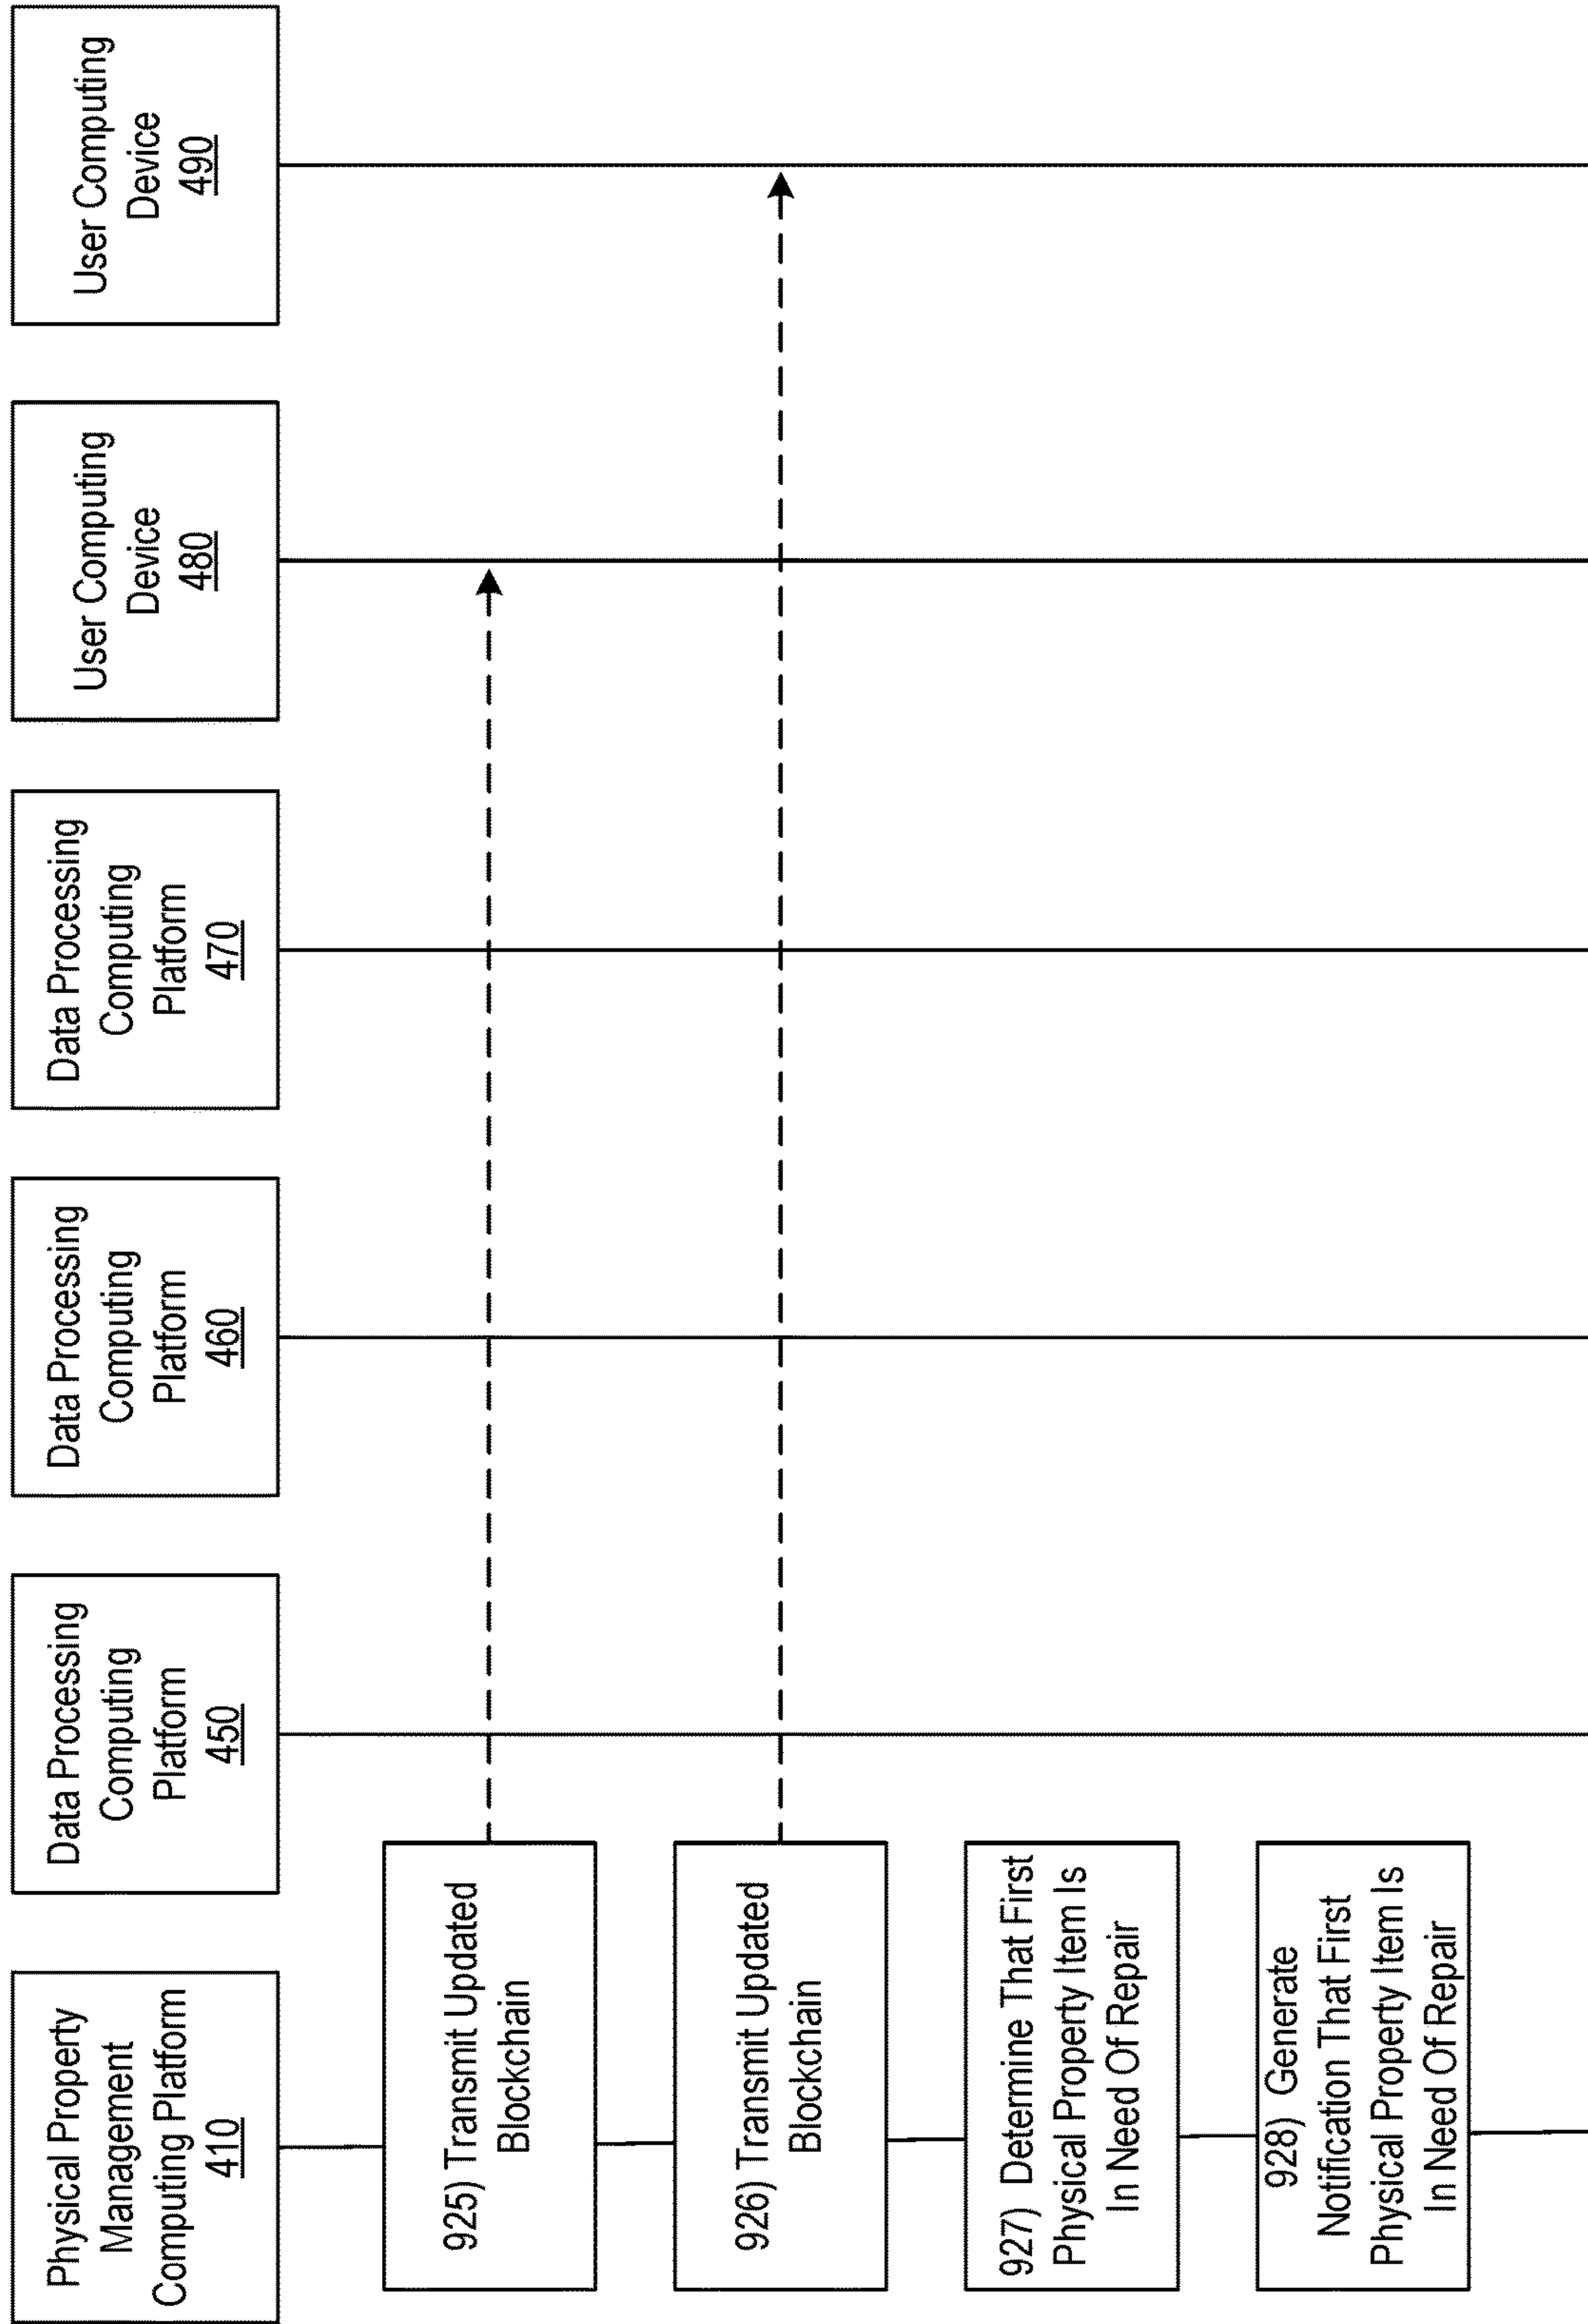 Physical Property
Management
Computing Platform
410
Data Processing
Computing
Platform
450
Data Processing
Computing
Platform
460
Data Processing
Computing
Platform
470
User Computing
Device
480
User Computing
Device
490
925) Transmit Updated
Blockchain
926) Transmit Updated
Blockchain
927) Determine That First
Physical Property Item Is
In Need Of Repair
928) Generate
Notification That First
Physical Property Item Is
In Need Of Repair